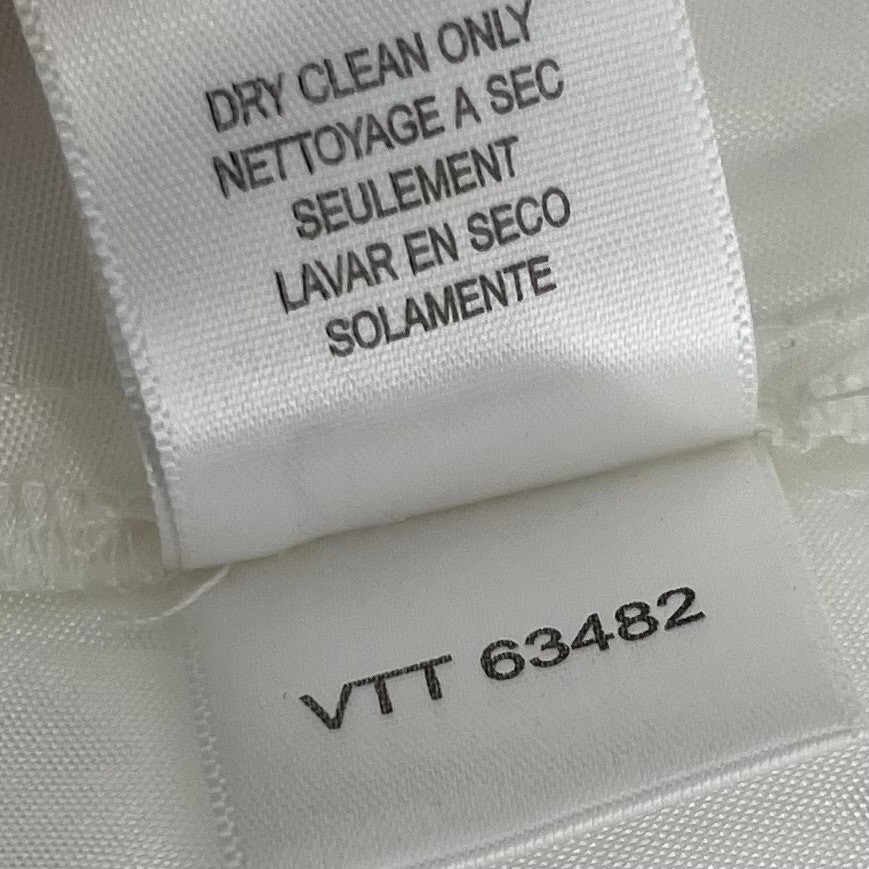 DRY CLEAN ONLY
NETTOYAGE A SEC
SEULEMENT
LAVAR EN SECO
SOLAMENTE
VTT 63482